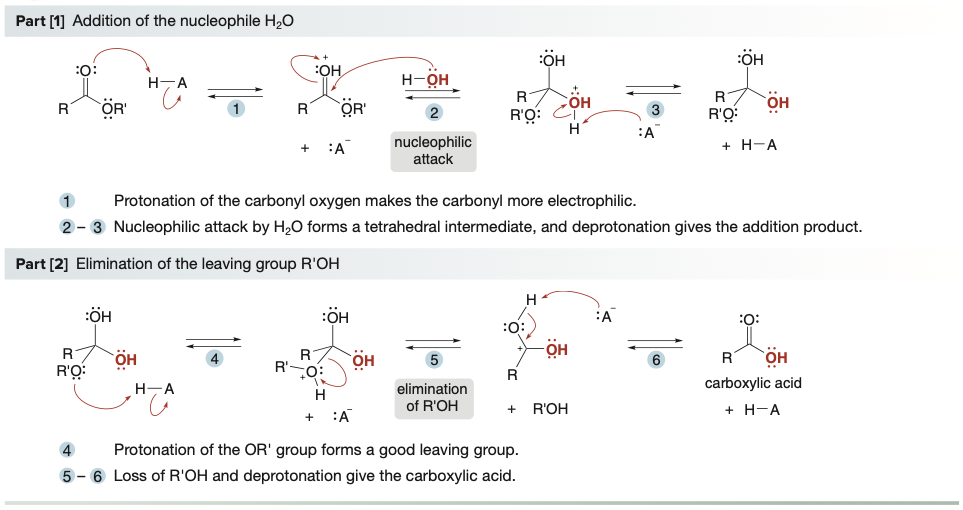 Part [1] Addition of the nucleophile H₂O
:O: H–A R ÖR'
1
:ÖH + R ÖR' + :A⁻
H–ÖH
2
nucleophilic
attack
:ÖH R R'Ö: + ÖH H
3
:A⁻
:ÖH R R'Ö: ÖH + H–A
1 Protonation of the carbonyl oxygen makes the carbonyl more electrophilic.
2 – 3 Nucleophilic attack by H₂O forms a tetrahedral intermediate, and deprotonation gives the addition product.
Part [2] Elimination of the leaving group R'OH
:ÖH R R'Ö: ÖH H–A
4
:ÖH R R'–O: + H ÖH + :A⁻
5
elimination
of R'OH
H :O: + ÖH R + R'OH
:A⁻
6
:O: R ÖH
carboxylic acid
+ H–A
4 Protonation of the OR' group forms a good leaving group.
5 – 6 Loss of R'OH and deprotonation give the carboxylic acid.